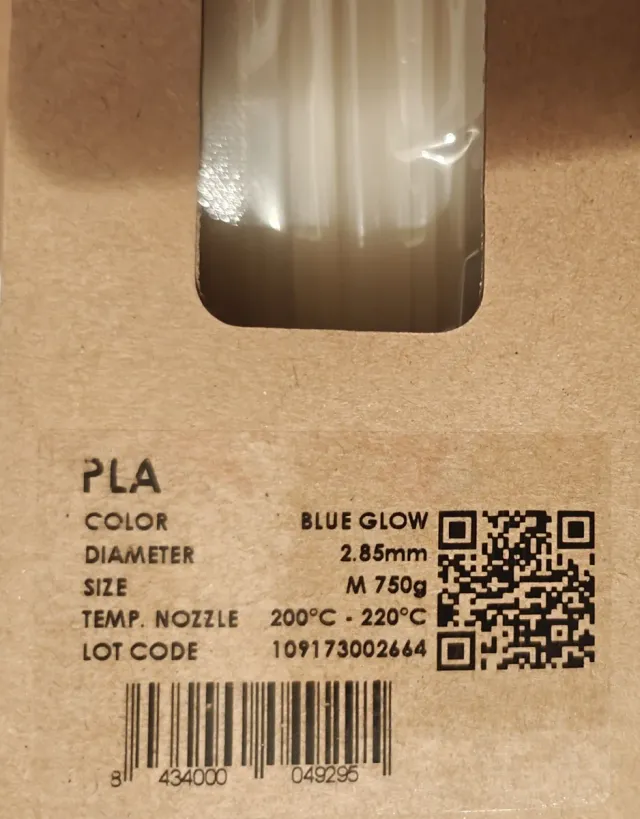 PLA
COLOR BLUE GLOW
DIAMETER 2.85mm
SIZE M 750g
TEMP. NOZZLE 200°C - 220°C
LOT CODE 109173002664
8 434000 049295